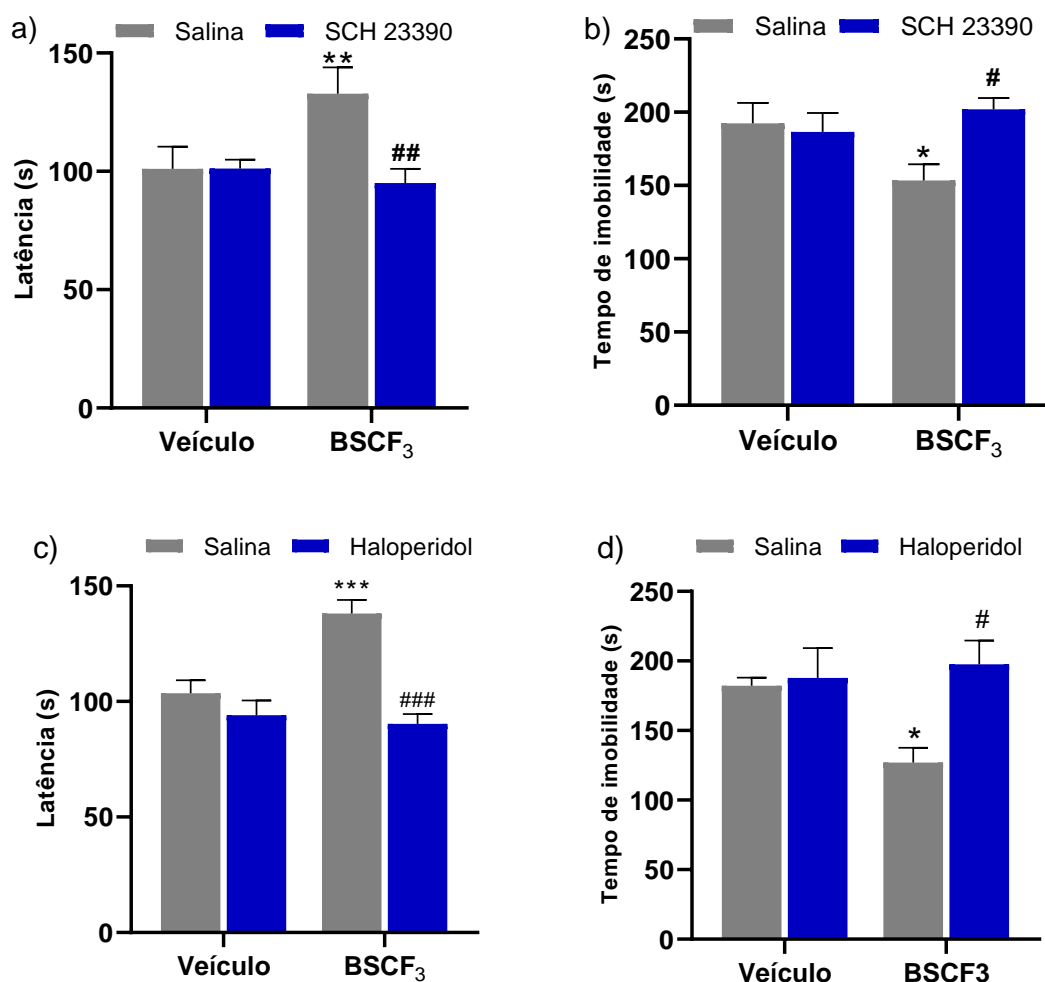 a) Salina SCH 23390
150
100
50
0
Latência (s)
**
##
Veículo BSCF₃
b) Salina SCH 23390
250
200
150
100
50
0
Tempo de imobilidade (s)
*
#
Veículo BSCF₃
c) Salina Haloperidol
150
100
50
0
Latência (s)
***
###
Veículo BSCF₃
d) Salina Haloperidol
250
200
150
100
50
0
Tempo de imobilidade (s)
*
#
Veículo BSCF3